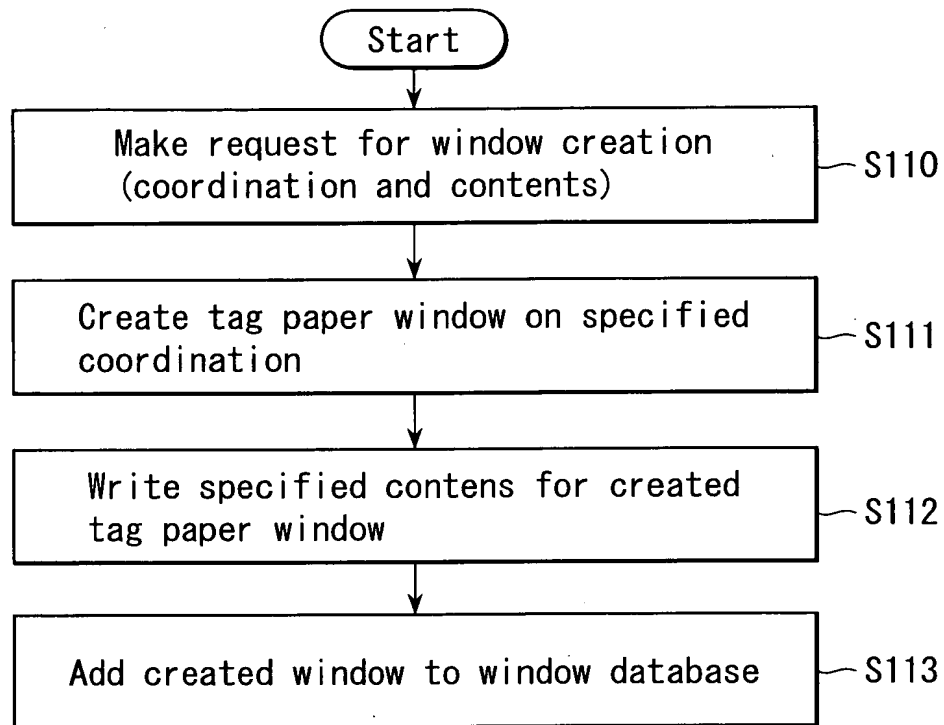 Start
Make request for window creation
(coordination and contents)
S110
Create tag paper window on specified
coordination
S111
Write specified contens for created
tag paper window
S112
Add created window to window database
S113